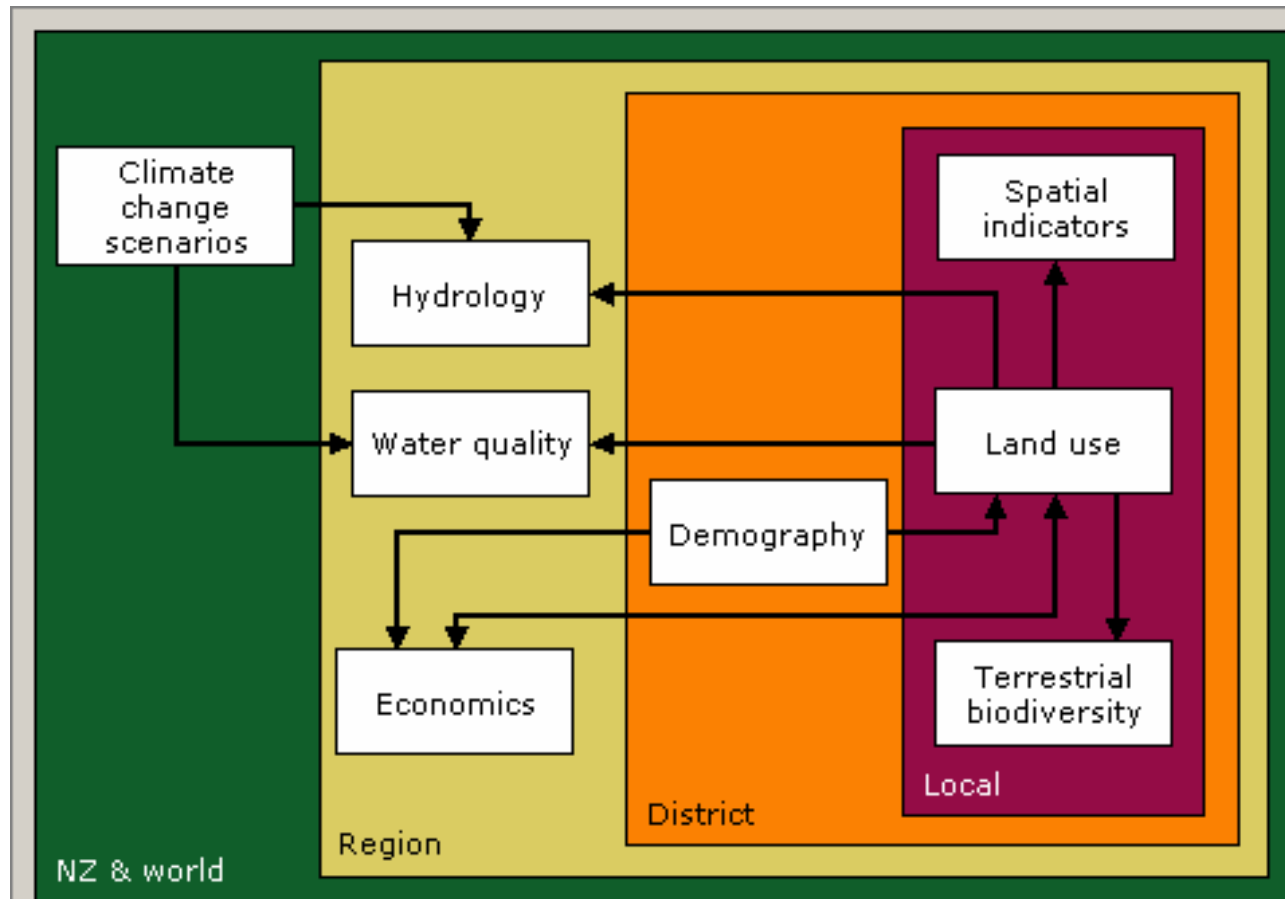 Climate
change
scenarios
Spatial
indicators
Hydrology
Water quality
Land use
Demography
Economics
Terrestrial
biodiversity
Local
District
Region
NZ & world